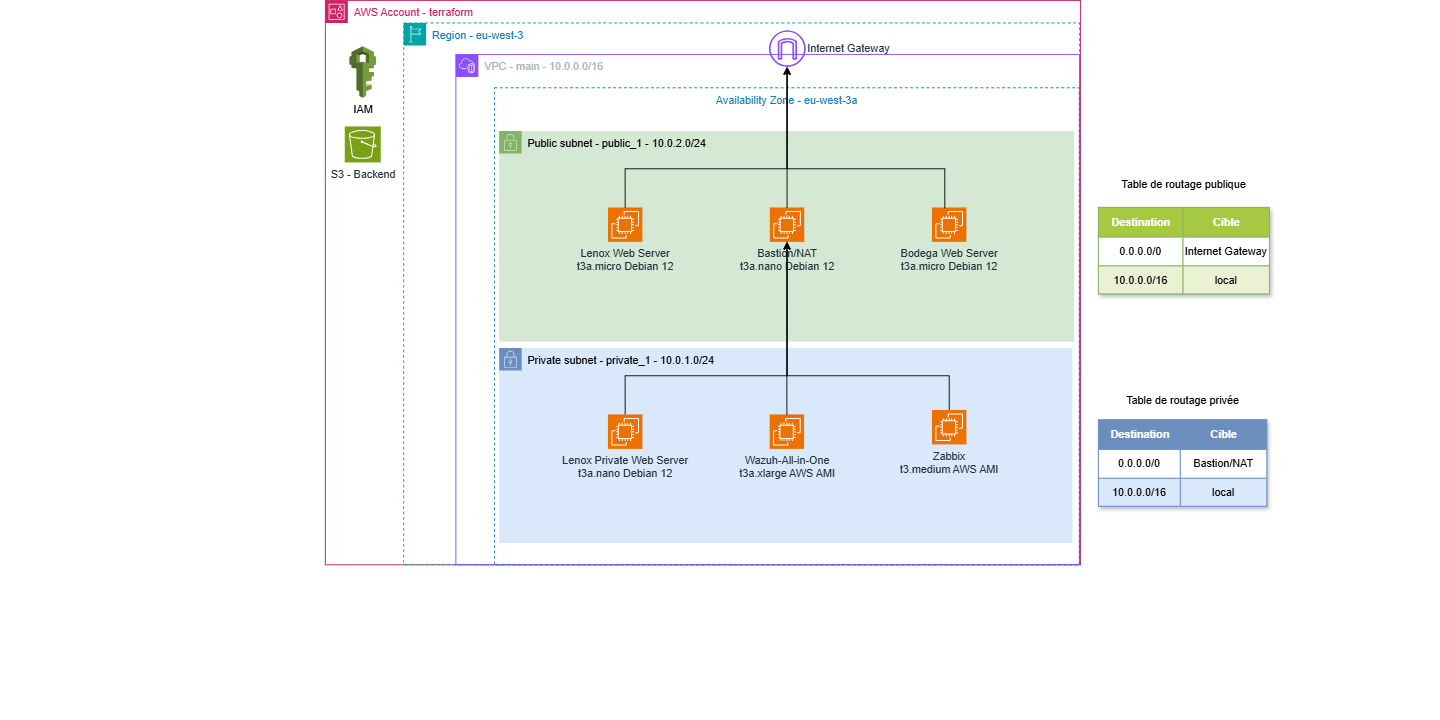 AWS Account - terraform
Region - eu-west-3
Internet Gateway
VPC - main - 10.0.0.0/16
IAM
Availability Zone - eu-west-3a
S3 - Backend
Public subnet - public_1 - 10.0.2.0/24
Lenox Web Server
t3a.micro Debian 12
Bastion/NAT
t3a.nano Debian 12
Bodega Web Server
t3a.micro Debian 12
Private subnet - private_1 - 10.0.1.0/24
Lenox Private Web Server
t3a.nano Debian 12
Wazuh-All-in-One
t3a.xlarge AWS AMI
Zabbix
t3.medium AWS AMI
Table de routage publique
Destination Cible
0.0.0.0/0 Internet Gateway
10.0.0.0/16 local
Table de routage privée
Destination Cible
0.0.0.0/0 Bastion/NAT
10.0.0.0/16 local